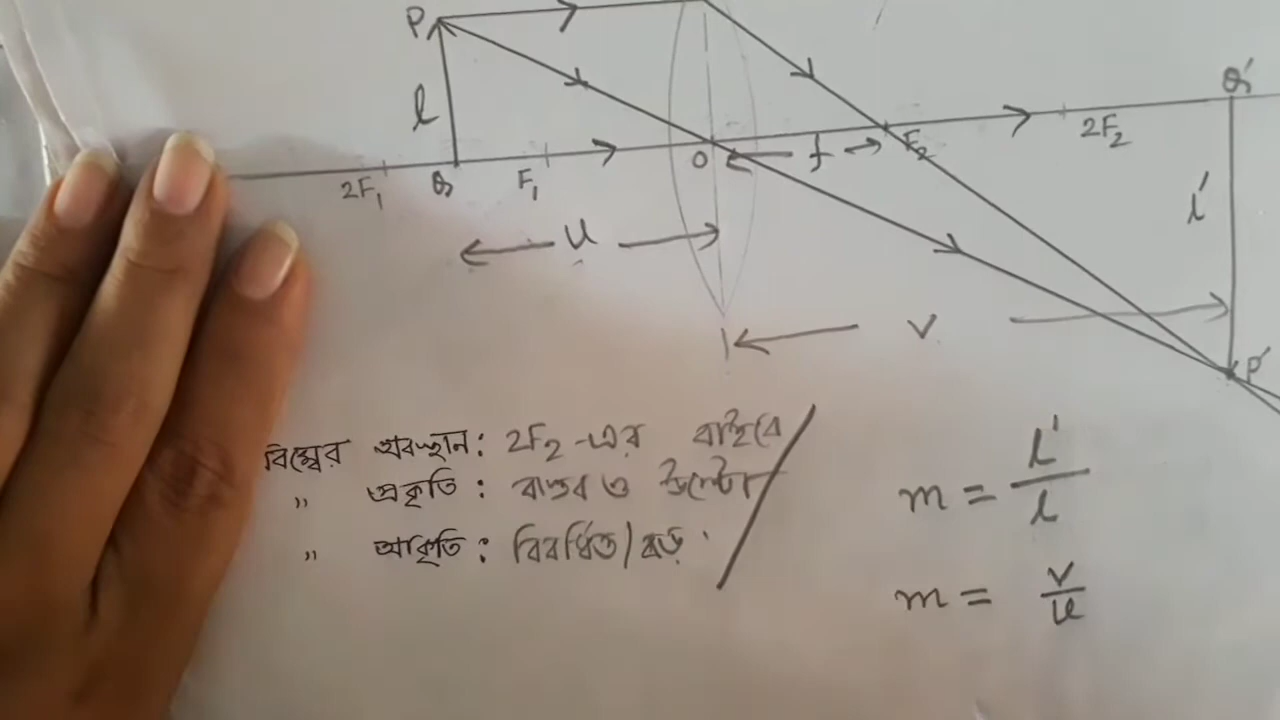 P
l
2F₁ Q F₁ O f F₂ 2F₂ Q′
u
l′
v
P′
বিম্বের অবস্থান: 2F₂-এর বাইরে
,, প্রকৃতি: বাস্তব ও উল্টো
,, আকৃতি: বিবর্ধিত/বড়
m = l′/l
m = v/u